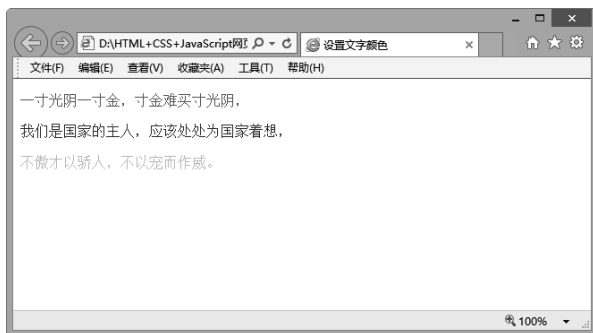 D:\HTML+CSS+JavaScript网页 设置文字颜色
文件(F) 编辑(E) 查看(V) 收藏夹(A) 工具(T) 帮助(H)
一寸光阴一寸金，寸金难买寸光阴，
我们是国家的主人，应该处处为国家着想，
不傲才以骄人，不以宠而作威。
100%